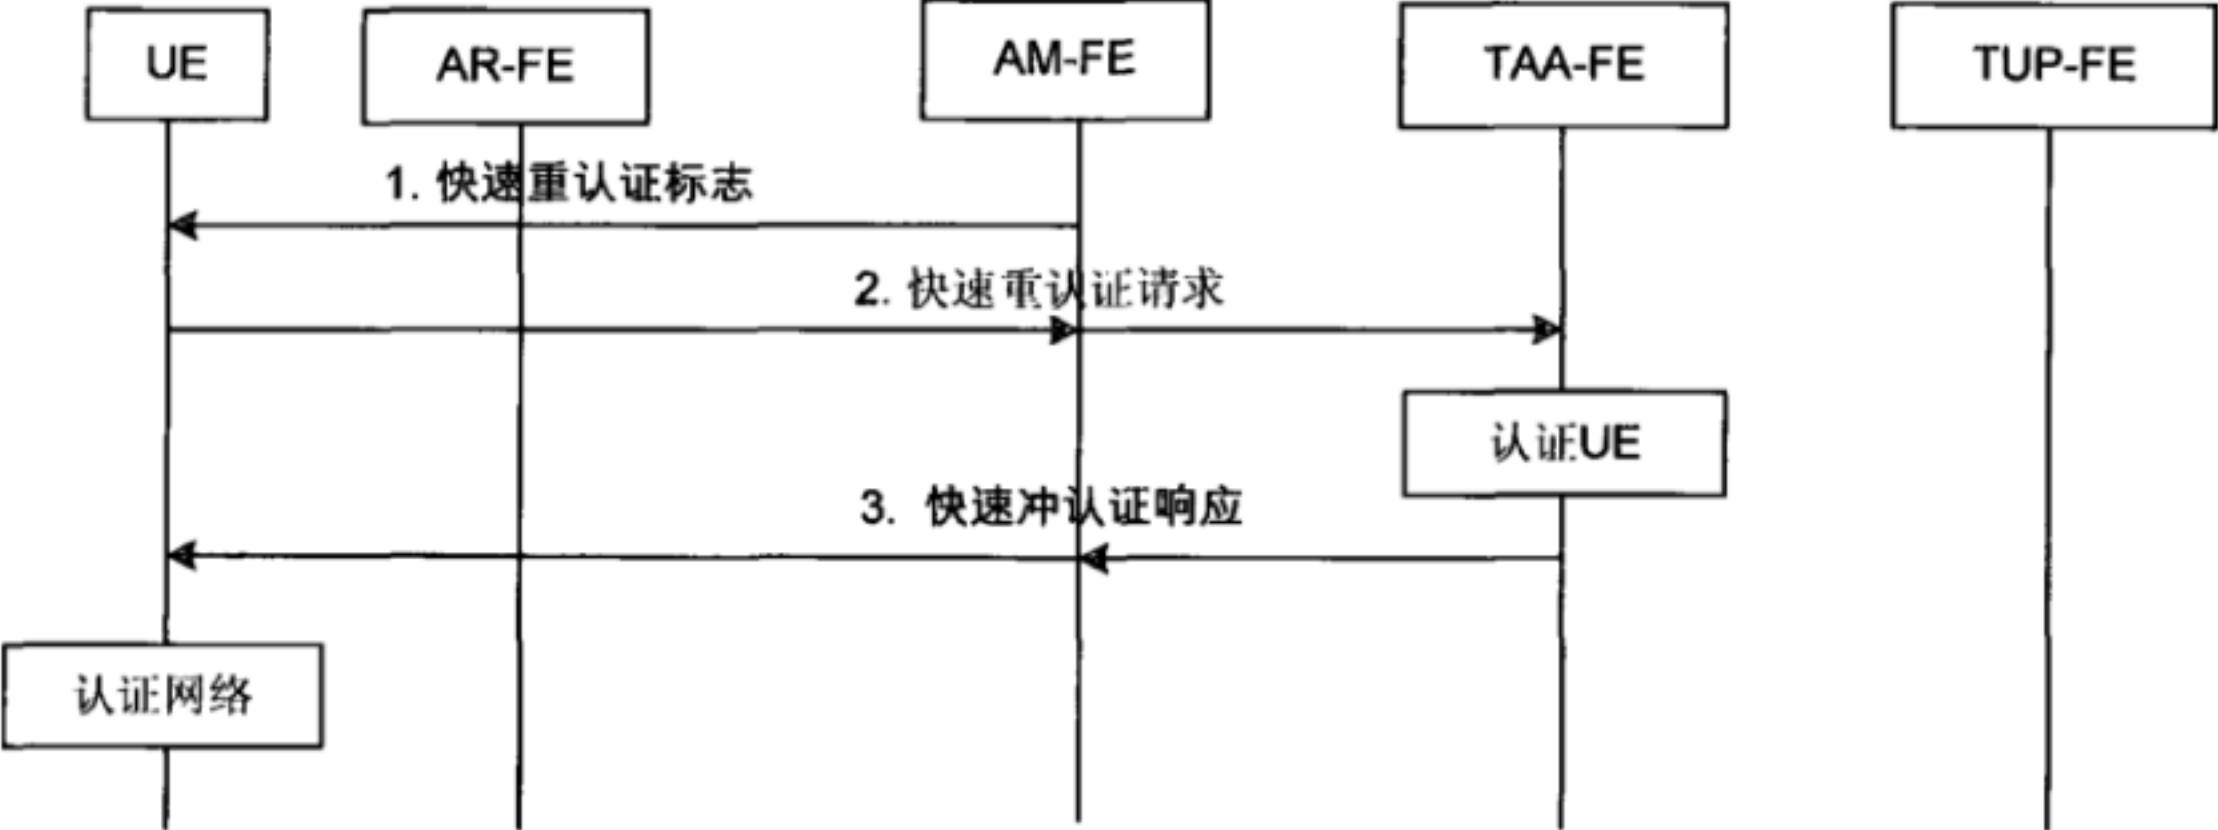 UE
AR-FE
AM-FE
TAA-FE
TUP-FE
1. 快速重认证标志
2. 快速重认证请求
认证UE
3. 快速冲认证响应
认证网络